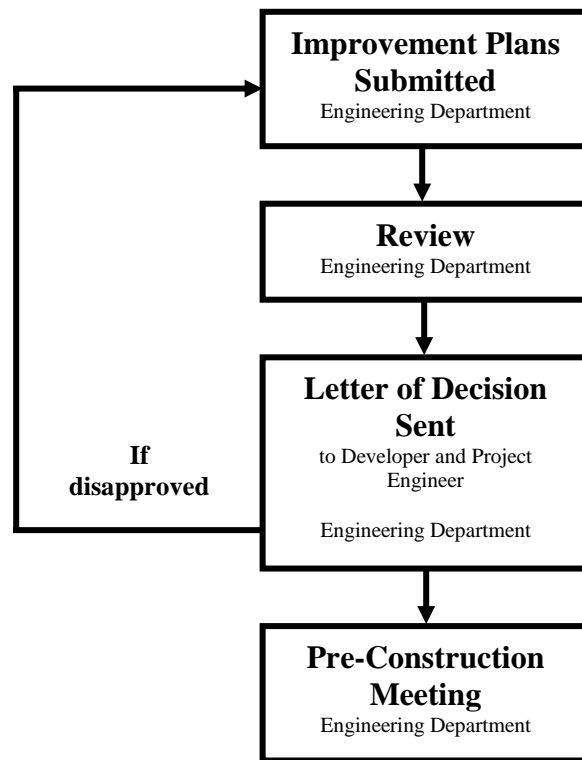 Improvement Plans
Submitted
Engineering Department
Review
Engineering Department
Letter of Decision
Sent
to Developer and Project
Engineer
Engineering Department
If
disapproved
Pre-Construction
Meeting
Engineering Department